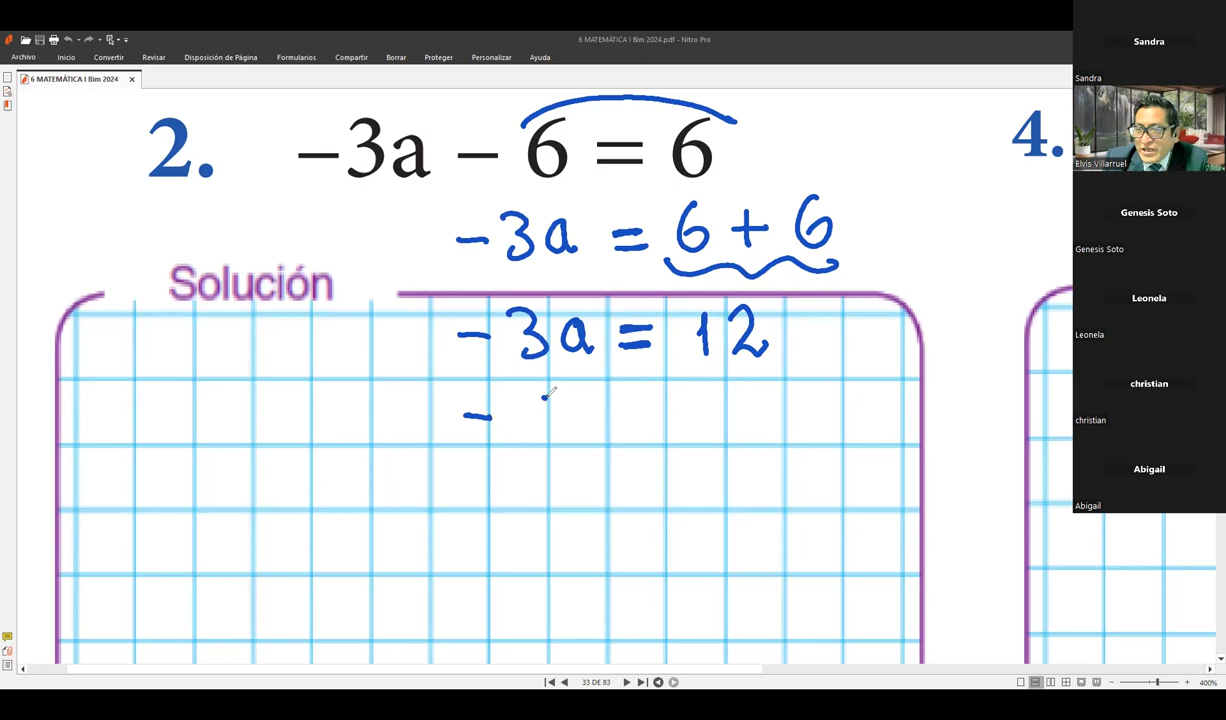 6 MATEMÁTICA I Bim 2024.pdf - Nitro Pro
Archivo Inicio Convertir Revisar Disposición de Página Formularios Compartir Borrar Proteger Personalizar Ayuda
6 MATEMÁTICA I Bim 2024 ×
2. −3a − 6 = 6
4.
-3a = 6 + 6
Solución
-3a = 12
-
Sandra
Sandra
Elvis Villarruel
Genesis Soto
Genesis Soto
Leonela
Leonela
christian
christian
Abigail
Abigail
33 DE 83
400%